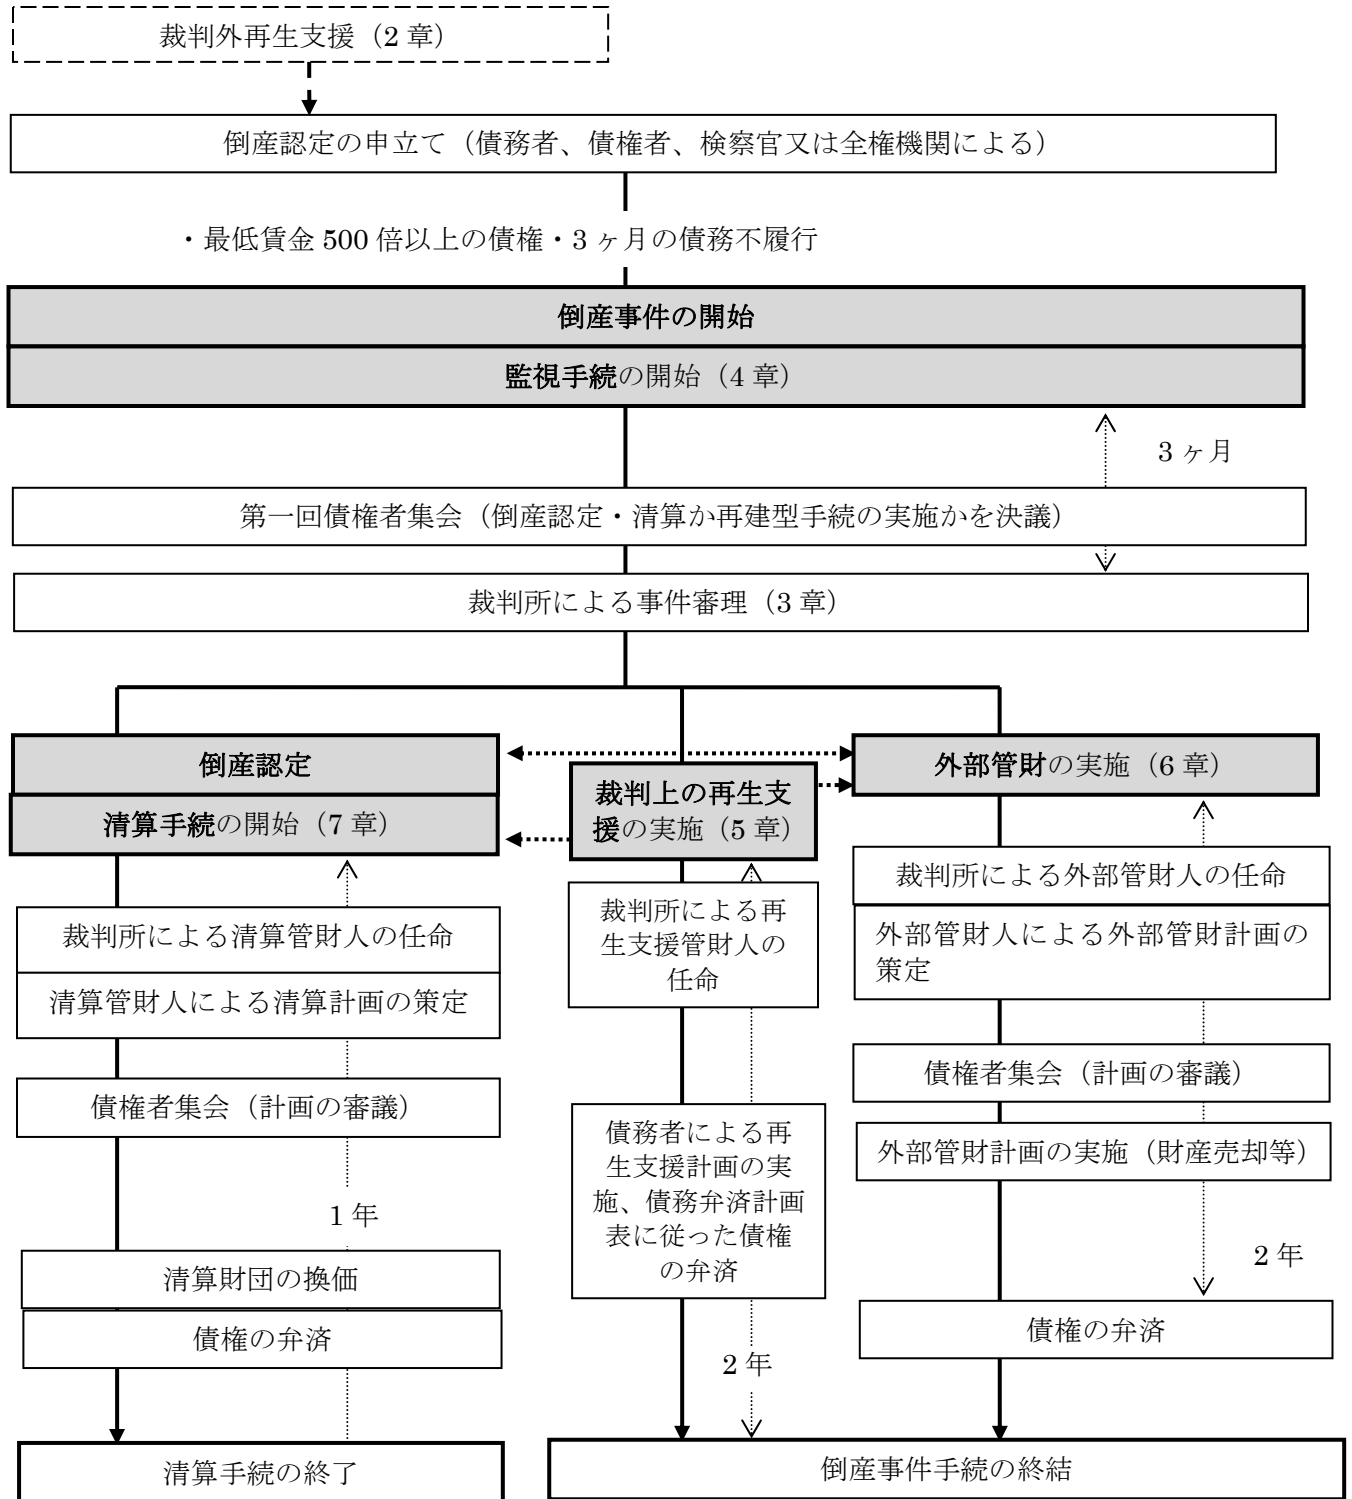 裁判外再生支援（2 章）
倒産認定の申立て（債務者、債権者、検察官又は全権機関による）
・最低賃金 500 倍以上の債権・3 ヶ月の債務不履行
倒産事件の開始
監視手続の開始（4 章）
3 ヶ月
第一回債権者集会（倒産認定・清算か再建型手続の実施かを決議）
裁判所による事件審理（3 章）
倒産認定
清算手続の開始（7 章）
裁判所による清算管財人の任命
清算管財人による清算計画の策定
債権者集会（計画の審議）
1 年
清算財団の換価
債権の弁済
清算手続の終了
裁判上の再生支
援の実施（5 章）
裁判所による再
生支援管財人の
任命
債務者による再
生支援計画の実
施、債務弁済計画
表に従った債権
の弁済
2 年
外部管財の実施（6 章）
裁判所による外部管財人の任命
外部管財人による外部管財計画の
策定
債権者集会（計画の審議）
外部管財計画の実施（財産売却等）
2 年
債権の弁済
倒産事件手続の終結